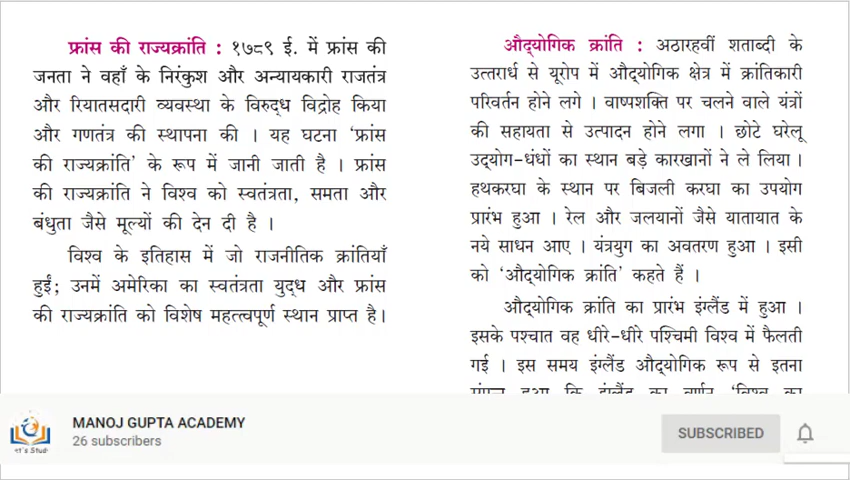 फ्रांस की राज्यक्रांति : १७८९ ई. में फ्रांस की
जनता ने वहाँ के निरंकुश और अन्यायकारी राजतंत्र
और रियासतदारी व्यवस्था के विरुद्ध विद्रोह किया
और गणतंत्र की स्थापना की । यह घटना ‘फ्रांस
की राज्यक्रांति’ के रूप में जानी जाती है । फ्रांस
की राज्यक्रांति ने विश्व को स्वतंत्रता, समता और
बंधुता जैसे मूल्यों की देन दी है ।
विश्व के इतिहास में जो राजनीतिक क्रांतियाँ
हुईं; उनमें अमेरिका का स्वतंत्रता युद्ध और फ्रांस
की राज्यक्रांति को विशेष महत्त्वपूर्ण स्थान प्राप्त है।
औद्योगिक क्रांति : अठारहवीं शताब्दी के
उत्तरार्ध से यूरोप में औद्योगिक क्षेत्र में क्रांतिकारी
परिवर्तन होने लगे । वाष्पशक्ति पर चलने वाले यंत्रों
की सहायता से उत्पादन होने लगा । छोटे घरेलू
उद्योग-धंधों का स्थान बड़े कारखानों ने ले लिया ।
हथकरघा के स्थान पर बिजली करघा का उपयोग
प्रारंभ हुआ । रेल और जलयानों जैसे यातायात के
नये साधन आए । यंत्रयुग का अवतरण हुआ । इसी
को ‘औद्योगिक क्रांति’ कहते हैं ।
औद्योगिक क्रांति का प्रारंभ इंग्लैंड में हुआ ।
इसके पश्चात वह धीरे-धीरे पश्चिमी विश्व में फैलती
गई । इस समय इंग्लैंड औद्योगिक रूप से इतना
संपन्न हुआ कि इंग्लैंड का वर्णन ‘विश्व का
MANOJ GUPTA ACADEMY
26 subscribers
SUBSCRIBED